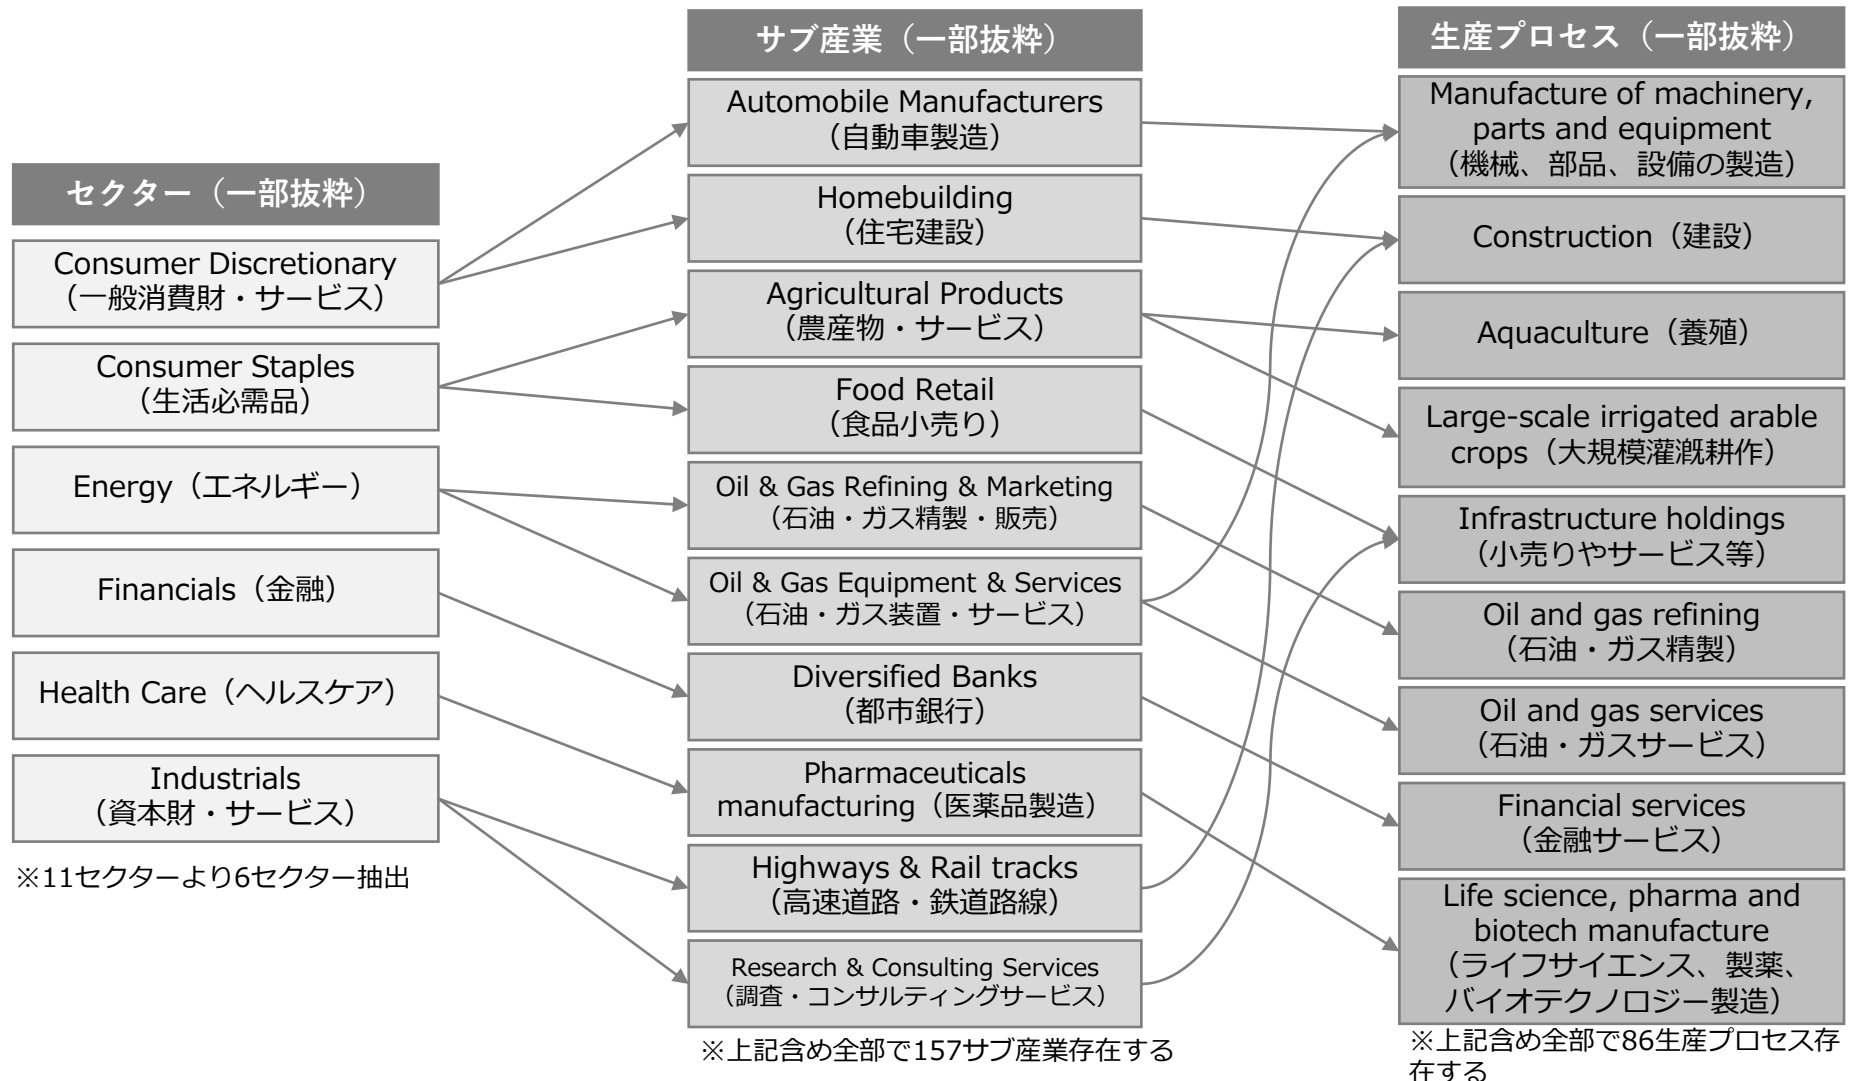 セクター（一部抜粋）
Consumer Discretionary
（一般消費財・サービス）
Consumer Staples
（生活必需品）
Energy（エネルギー）
Financials（金融）
Health Care（ヘルスケア）
Industrials
（資本財・サービス）
※11セクターより6セクター抽出
サブ産業（一部抜粋）
Automobile Manufacturers
（自動車製造）
Homebuilding
（住宅建設）
Agricultural Products
（農産物・サービス）
Food Retail
（食品小売り）
Oil & Gas Refining & Marketing
（石油・ガス精製・販売）
Oil & Gas Equipment & Services
（石油・ガス装置・サービス）
Diversified Banks
（都市銀行）
Pharmaceuticals
manufacturing（医薬品製造）
Highways & Rail tracks
（高速道路・鉄道路線）
Research & Consulting Services
（調査・コンサルティングサービス）
※上記含め全部で157サブ産業存在する
生産プロセス（一部抜粋）
Manufacture of machinery,
parts and equipment
（機械、部品、設備の製造）
Construction（建設）
Aquaculture（養殖）
Large-scale irrigated arable
crops（大規模灌漑耕作）
Infrastructure holdings
（小売りやサービス等）
Oil and gas refining
（石油・ガス精製）
Oil and gas services
（石油・ガスサービス）
Financial services
（金融サービス）
Life science, pharma and
biotech manufacture
（ライフサイエンス、製薬、
バイオテクノロジー製造）
※上記含め全部で86生産プロセス存
在する